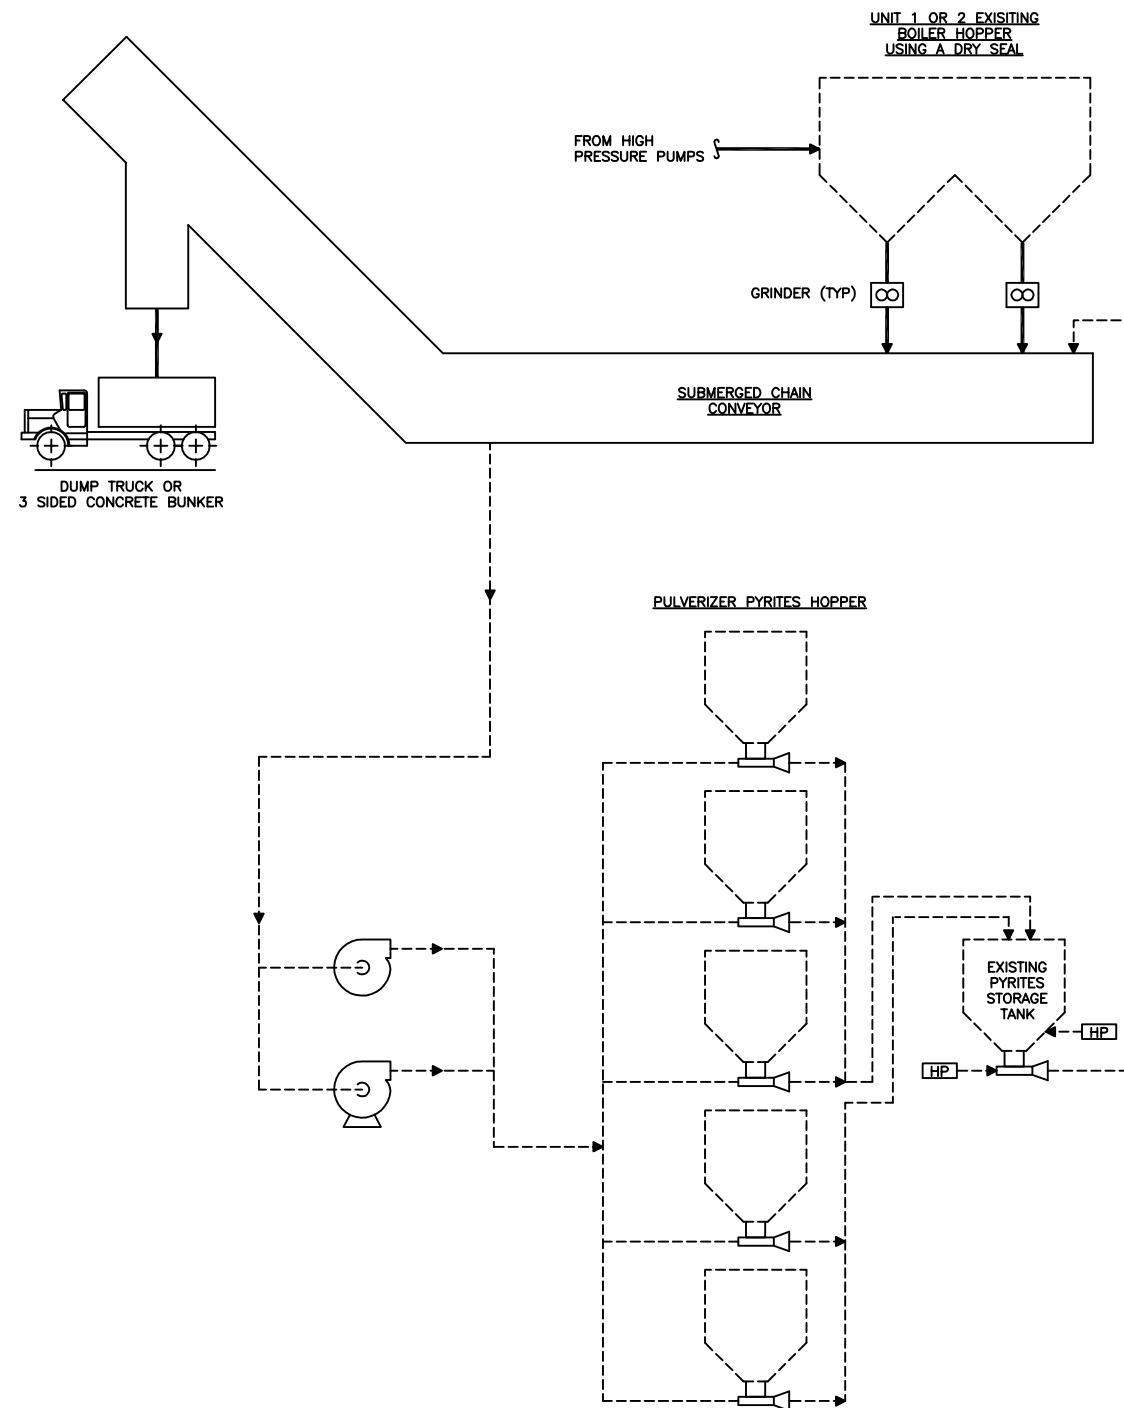 UNIT 1 OR 2 EXISITING
BOILER HOPPER
USING A DRY SEAL
FROM HIGH
PRESSURE PUMPS
GRINDER (TYP)
SUBMERGED CHAIN
CONVEYOR
DUMP TRUCK OR
3 SIDED CONCRETE BUNKER
PULVERIZER PYRITES HOPPER
EXISTING
PYRITES
STORAGE
TANK
HP
HP